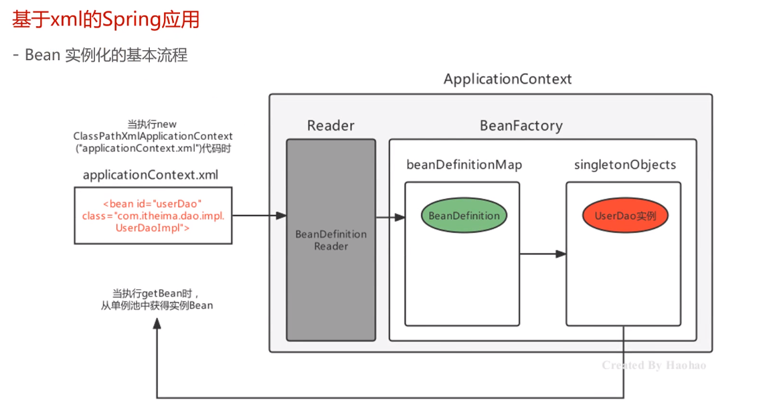 基于xml的Spring应用
- Bean 实例化的基本流程
ApplicationContext
当执行new
ClassPathXmlApplicationContext
("applicationContext.xml")代码时
applicationContext.xml
<bean id="userDao"
class="com.itheima.dao.impl.
UserDaoImpl">
Reader
BeanDefinition
Reader
BeanFactory
beanDefinitionMap
BeanDefinition
singletonObjects
UserDao实例
当执行getBean时，
从单例池中获得实例Bean
Created By Haohao